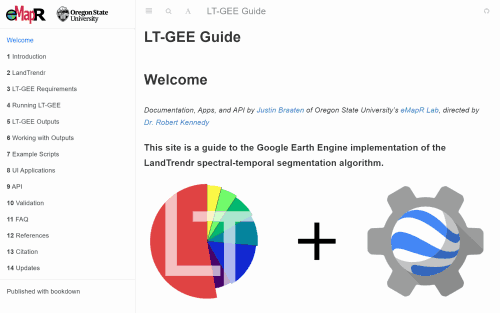 eMapR
Oregon State
University
LT-GEE Guide
Welcome
1 Introduction
2 LandTrendr
3 LT-GEE Requirements
4 Running LT-GEE
5 LT-GEE Outputs
6 Working with Outputs
7 Example Scripts
8 UI Applications
9 API
10 Validation
11 FAQ
12 References
13 Citation
14 Updates
Published with bookdown
LT-GEE Guide
Welcome
Documentation, Apps, and API by Justin Braaten of Oregon State University's eMapR Lab, directed by
Dr. Robert Kennedy
This site is a guide to the Google Earth Engine implementation of the
LandTrendr spectral-temporal segmentation algorithm.
LT